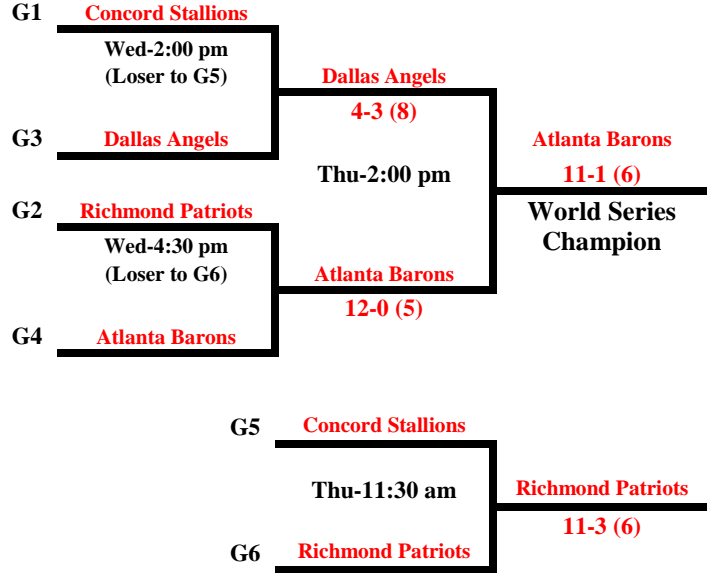 G1
Concord Stallions
Wed-2:00 pm
(Loser to G5)
Dallas Angels
4-3 (8)
G3
Dallas Angels
Atlanta Barons
11-1 (6)
Thu-2:00 pm
World Series
Champion
G2
Richmond Patriots
Wed-4:30 pm
(Loser to G6)
Atlanta Barons
12-0 (5)
G4
Atlanta Barons
G5
Concord Stallions
Thu-11:30 am
Richmond Patriots
11-3 (6)
G6
Richmond Patriots